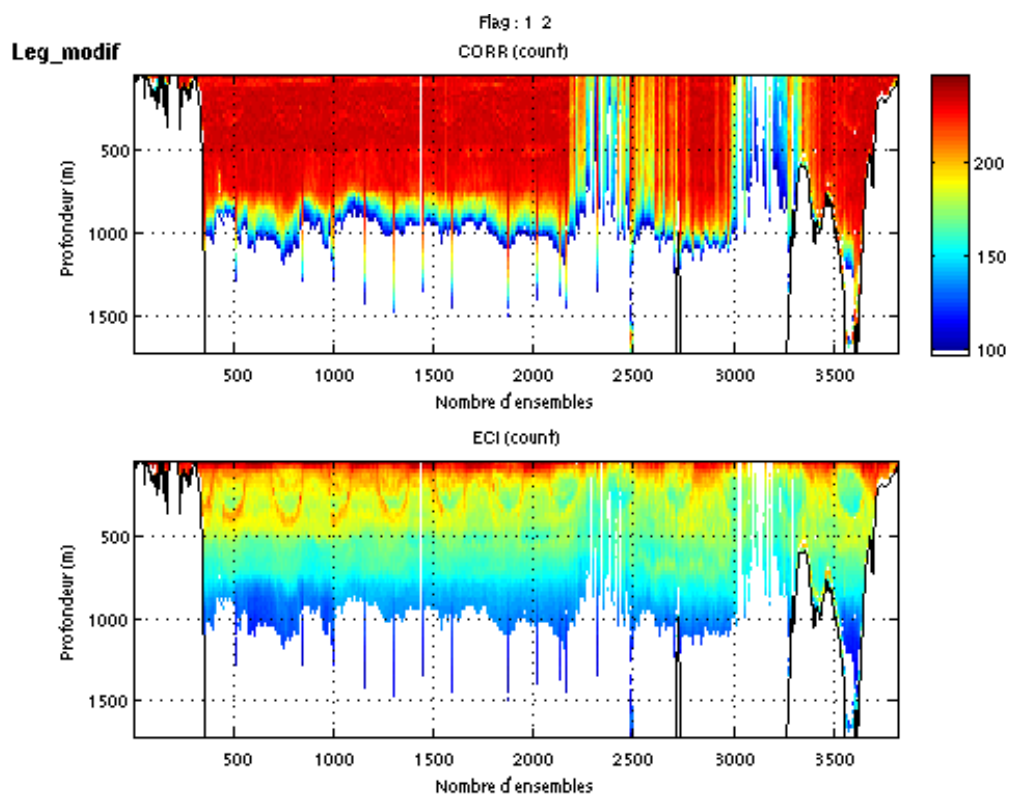 Flag : 1 2
Leg_modif
CORR (count)
500
1000
1500
Profondeur (m)
500 1000 1500 2000 2500 3000 3500
Nombre d'ensembles
200
150
100
ECI (count)
500
1000
1500
Profondeur (m)
500 1000 1500 2000 2500 3000 3500
Nombre d'ensembles